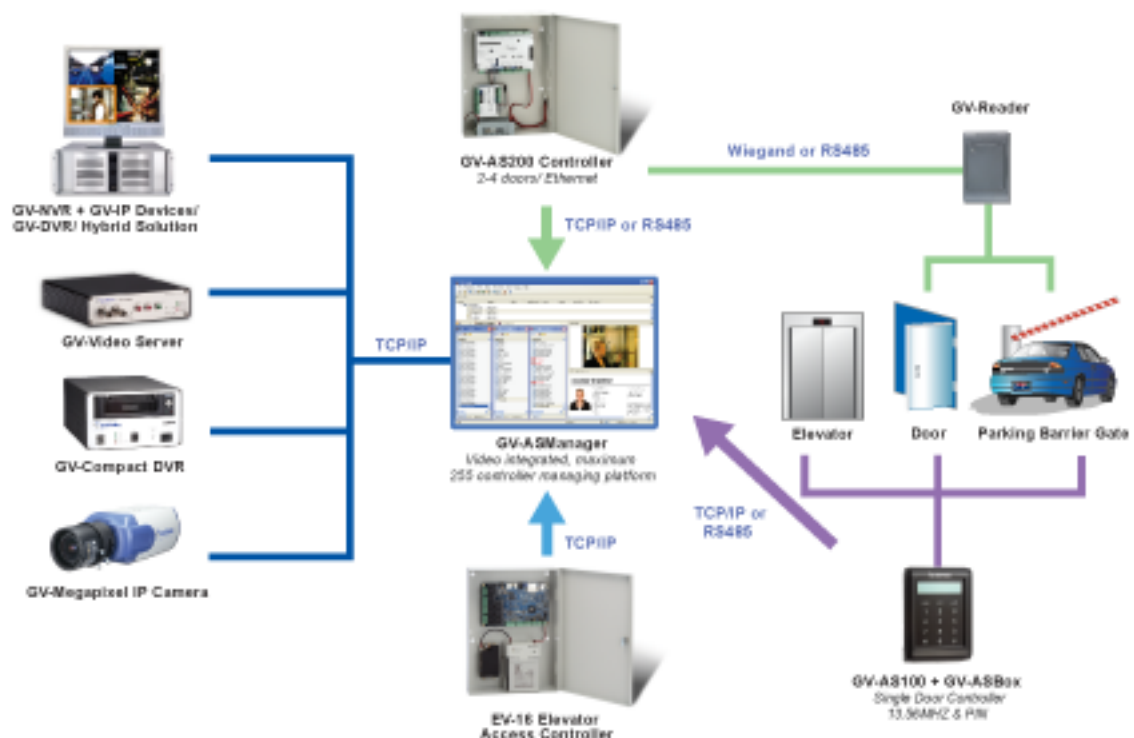 GV-Reader
Wiegand or RS485
GV-AS200 Controller
2-4 doors/ Ethernet
GV-NVR + GV-IP Devices/
GV-DVR/ Hybrid Solution
TCP/IP or RS485
GV-Video Server
TCP/IP
GV-ASManager
Video integrated, maximum
255 controller managing platform
Elevator
Door
Parking Barrier Gate
GV-Compact DVR
TCP/IP or
RS485
TCP/IP
GV-Megapixel IP Camera
GV-AS100 + GV-ASBox
Single Door Controller
13.56MHZ & PIN
EV-16 Elevator
Access Controller